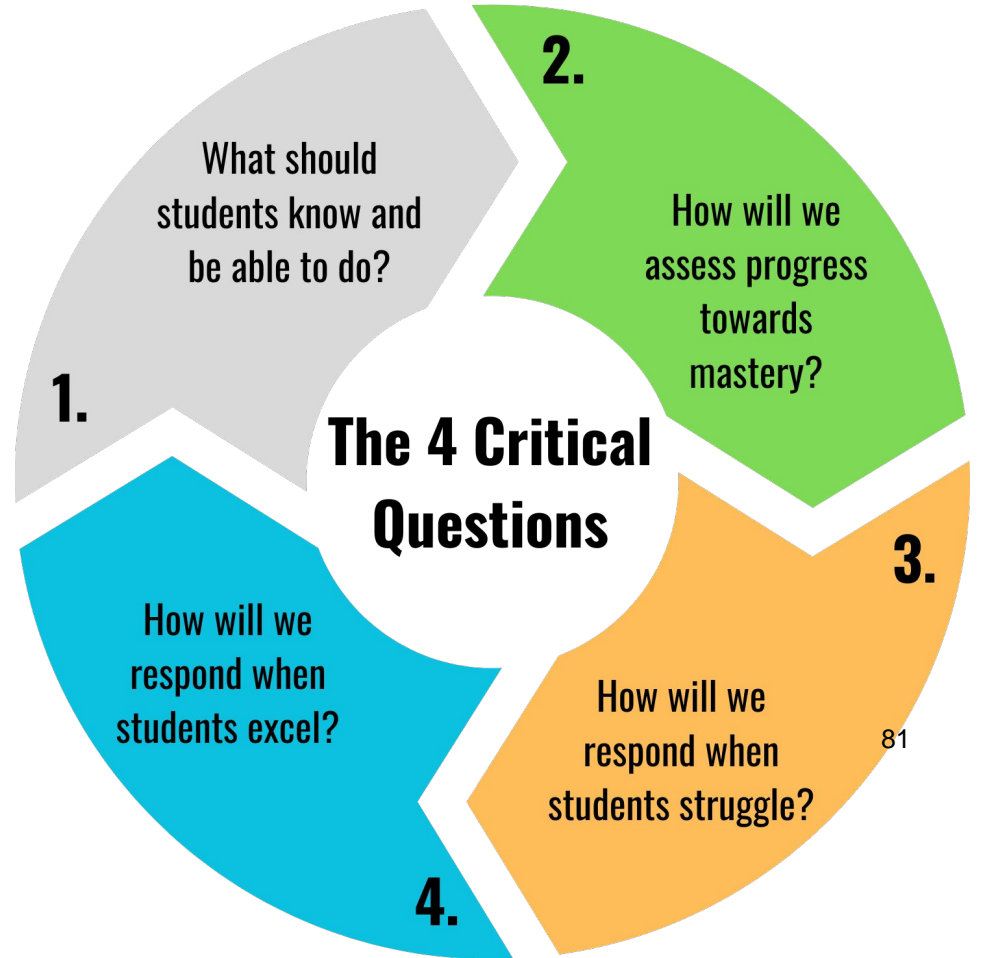 The 4 Critical
Questions
1.
What should
students know and
be able to do?
2.
How will we
assess progress
towards
mastery?
3.
How will we
respond when
students struggle?
81
4.
How will we
respond when
students excel?